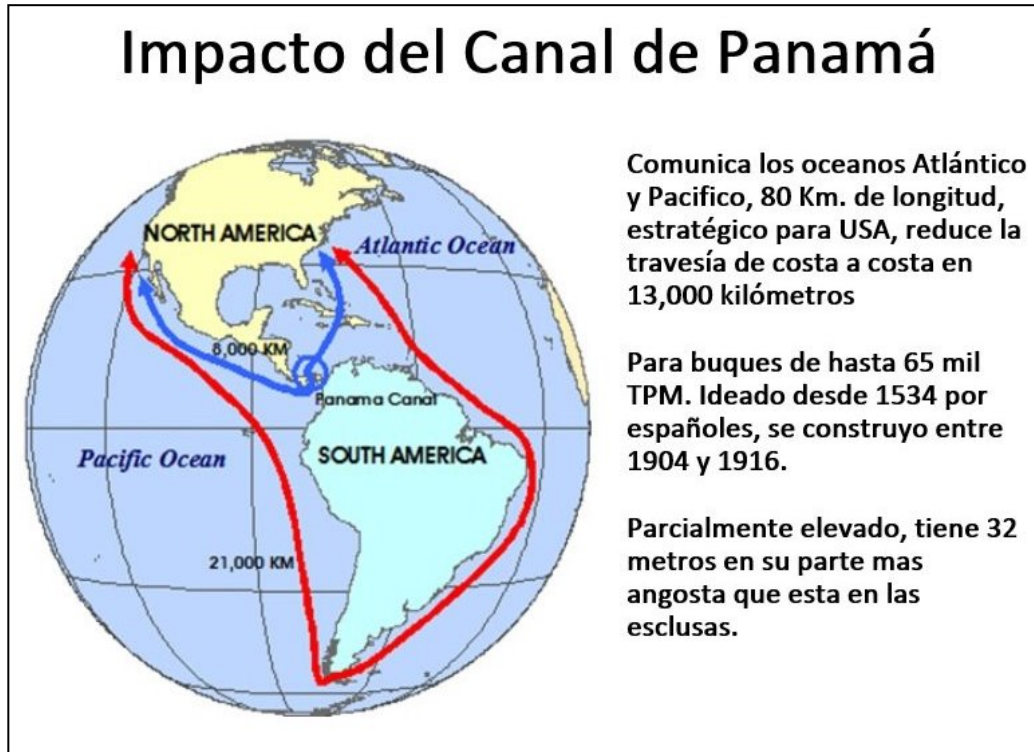 Impacto del Canal de Panamá
NORTH AMERICA
Atlantic Ocean
8,000 KM
Panama Canal
Pacific Ocean
SOUTH AMERICA
21,000 KM
Comunica los oceanos Atlántico
y Pacifico, 80 Km. de longitud,
estratégico para USA, reduce la
travesía de costa a costa en
13,000 kilómetros
Para buques de hasta 65 mil
TPM. Ideado desde 1534 por
españoles, se construyo entre
1904 y 1916.
Parcialmente elevado, tiene 32
metros en su parte mas
angosta que esta en las
esclusas.